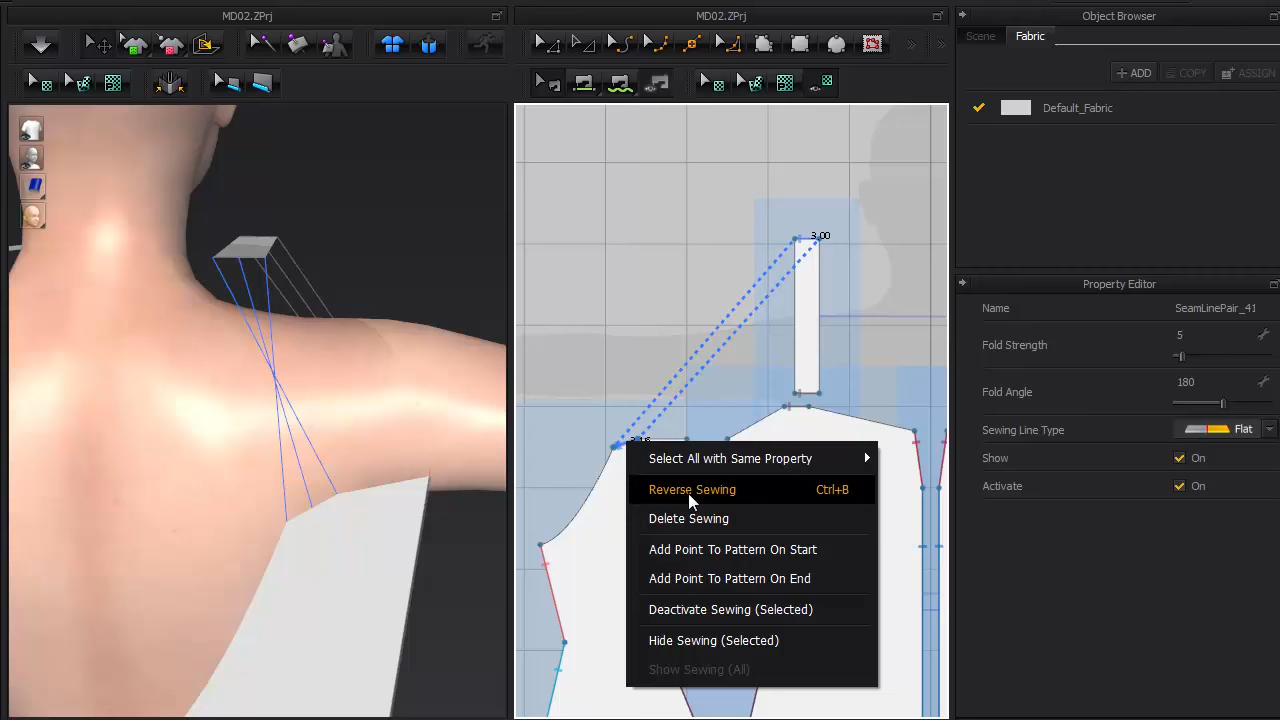 MD02.ZPrj
MD02.ZPrj
Object Browser
Scene
Fabric
ADD
COPY
ASSIGN
Default_Fabric
3.00
Property Editor
Name
SeamLinePair_41
Fold Strength
5
Fold Angle
180
Sewing Line Type
Flat
Show
On
Activate
On
Select All with Same Property
Reverse Sewing Ctrl+B
Delete Sewing
Add Point To Pattern On Start
Add Point To Pattern On End
Deactivate Sewing (Selected)
Hide Sewing (Selected)
Show Sewing (All)